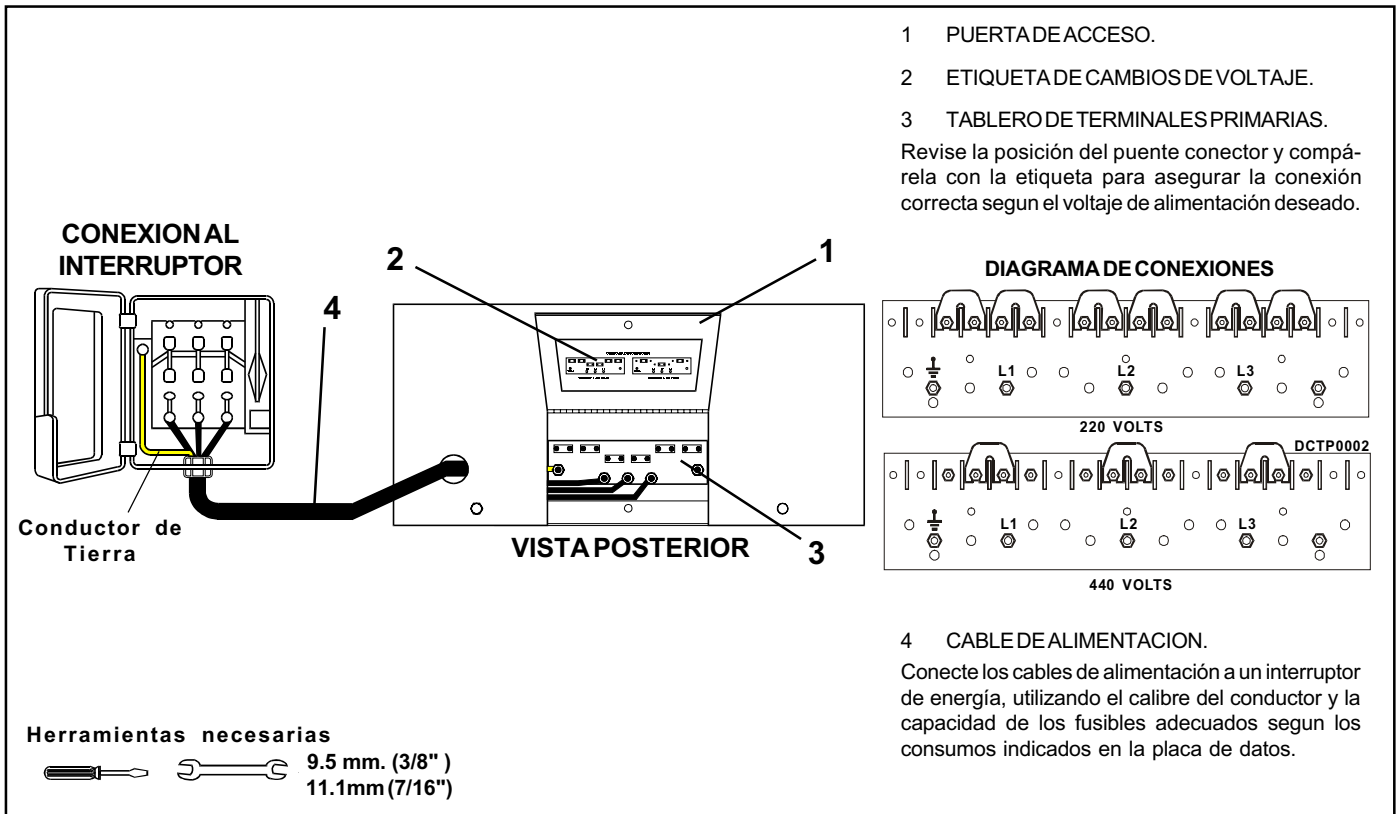 1 PUERTA DE ACCESO.
2 ETIQUETA DE CAMBIOS DE VOLTAJE.
3 TABLERO DE TERMINALES PRIMARIAS.
Revise la posición del puente conector y compá-
rela con la etiqueta para asegurar la conexión
correcta segun el voltaje de alimentación deseado.
CONEXION AL
INTERRUPTOR
2
1
4
Conductor de
Tierra
VISTA POSTERIOR
3
DIAGRAMA DE CONEXIONES
L1 L2 L3
220 VOLTS
DCTP0002
L1 L2 L3
440 VOLTS
4 CABLE DE ALIMENTACION.
Conecte los cables de alimentación a un interruptor
de energía, utilizando el calibre del conductor y la
capacidad de los fusibles adecuados segun los
consumos indicados en la placa de datos.
Herramientas necesarias
9.5 mm. (3/8" )
11.1mm (7/16")